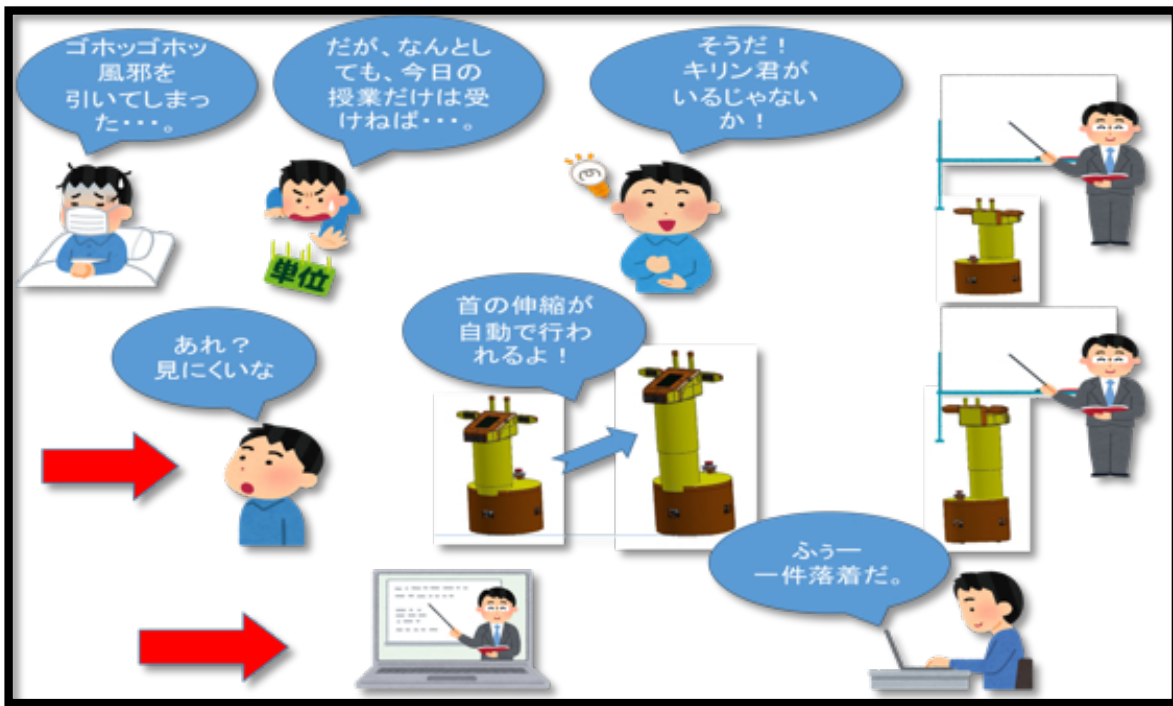 ゴホッゴホッ
風邪を
引いてしまっ
た・・・。
だが、なんとし
ても、今日の
授業だけは受
けねば・・・。
単位
そうだ！
キリン君が
いるじゃない
か！
あれ？
見にくいな
首の伸縮が
自動で行わ
れるよ！
ふぅー
一件落着だ。